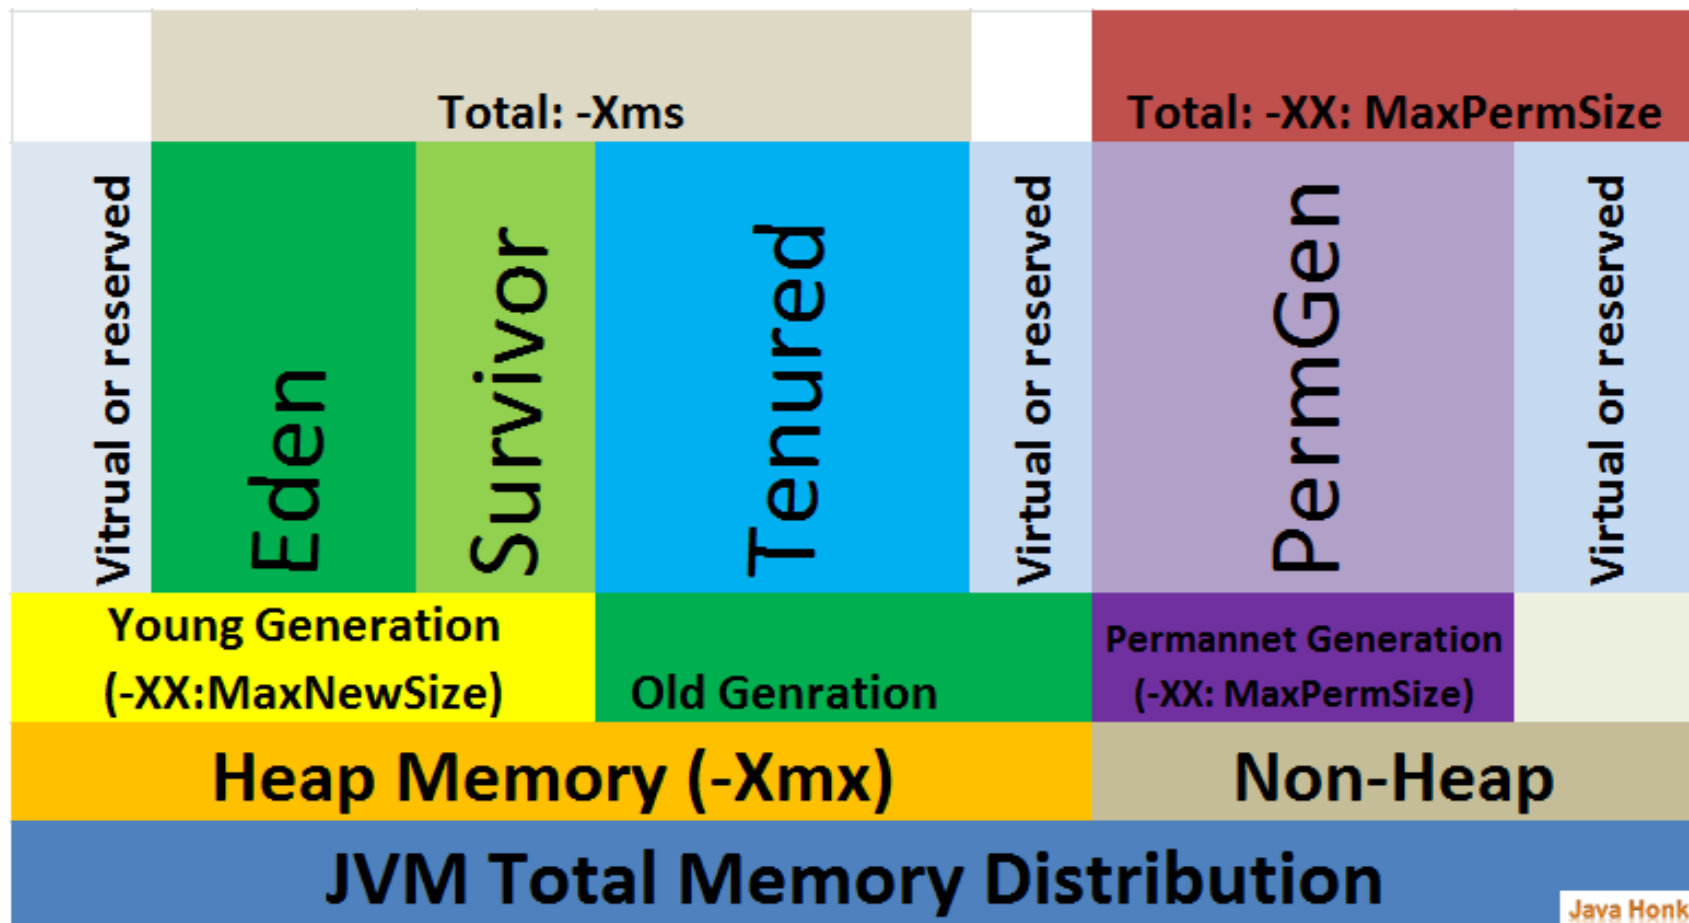 Total: -Xms
Total: -XX: MaxPermSize
Vitrual or reserved
Eden
Survivor
Tenured
Virtual or reserved
PermGen
Virtual or reserved
Young Generation
(-XX:MaxNewSize)
Old Genration
Permannet Generation
(-XX: MaxPermSize)
Heap Memory (-Xmx)
Non-Heap
JVM Total Memory Distribution
Java Honk